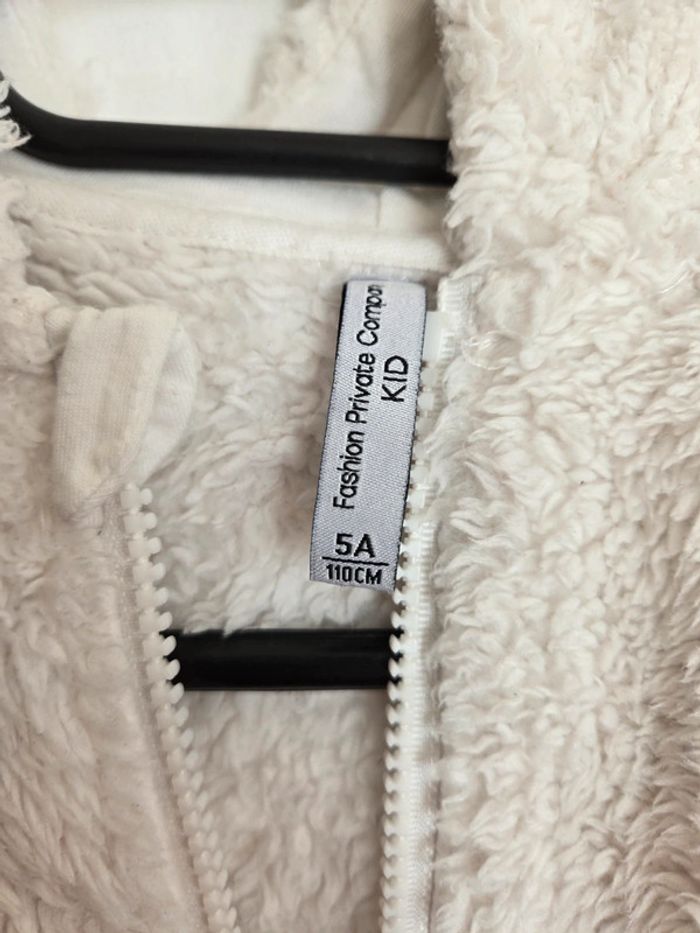 Fashion Private Compa
KID
5A
110CM